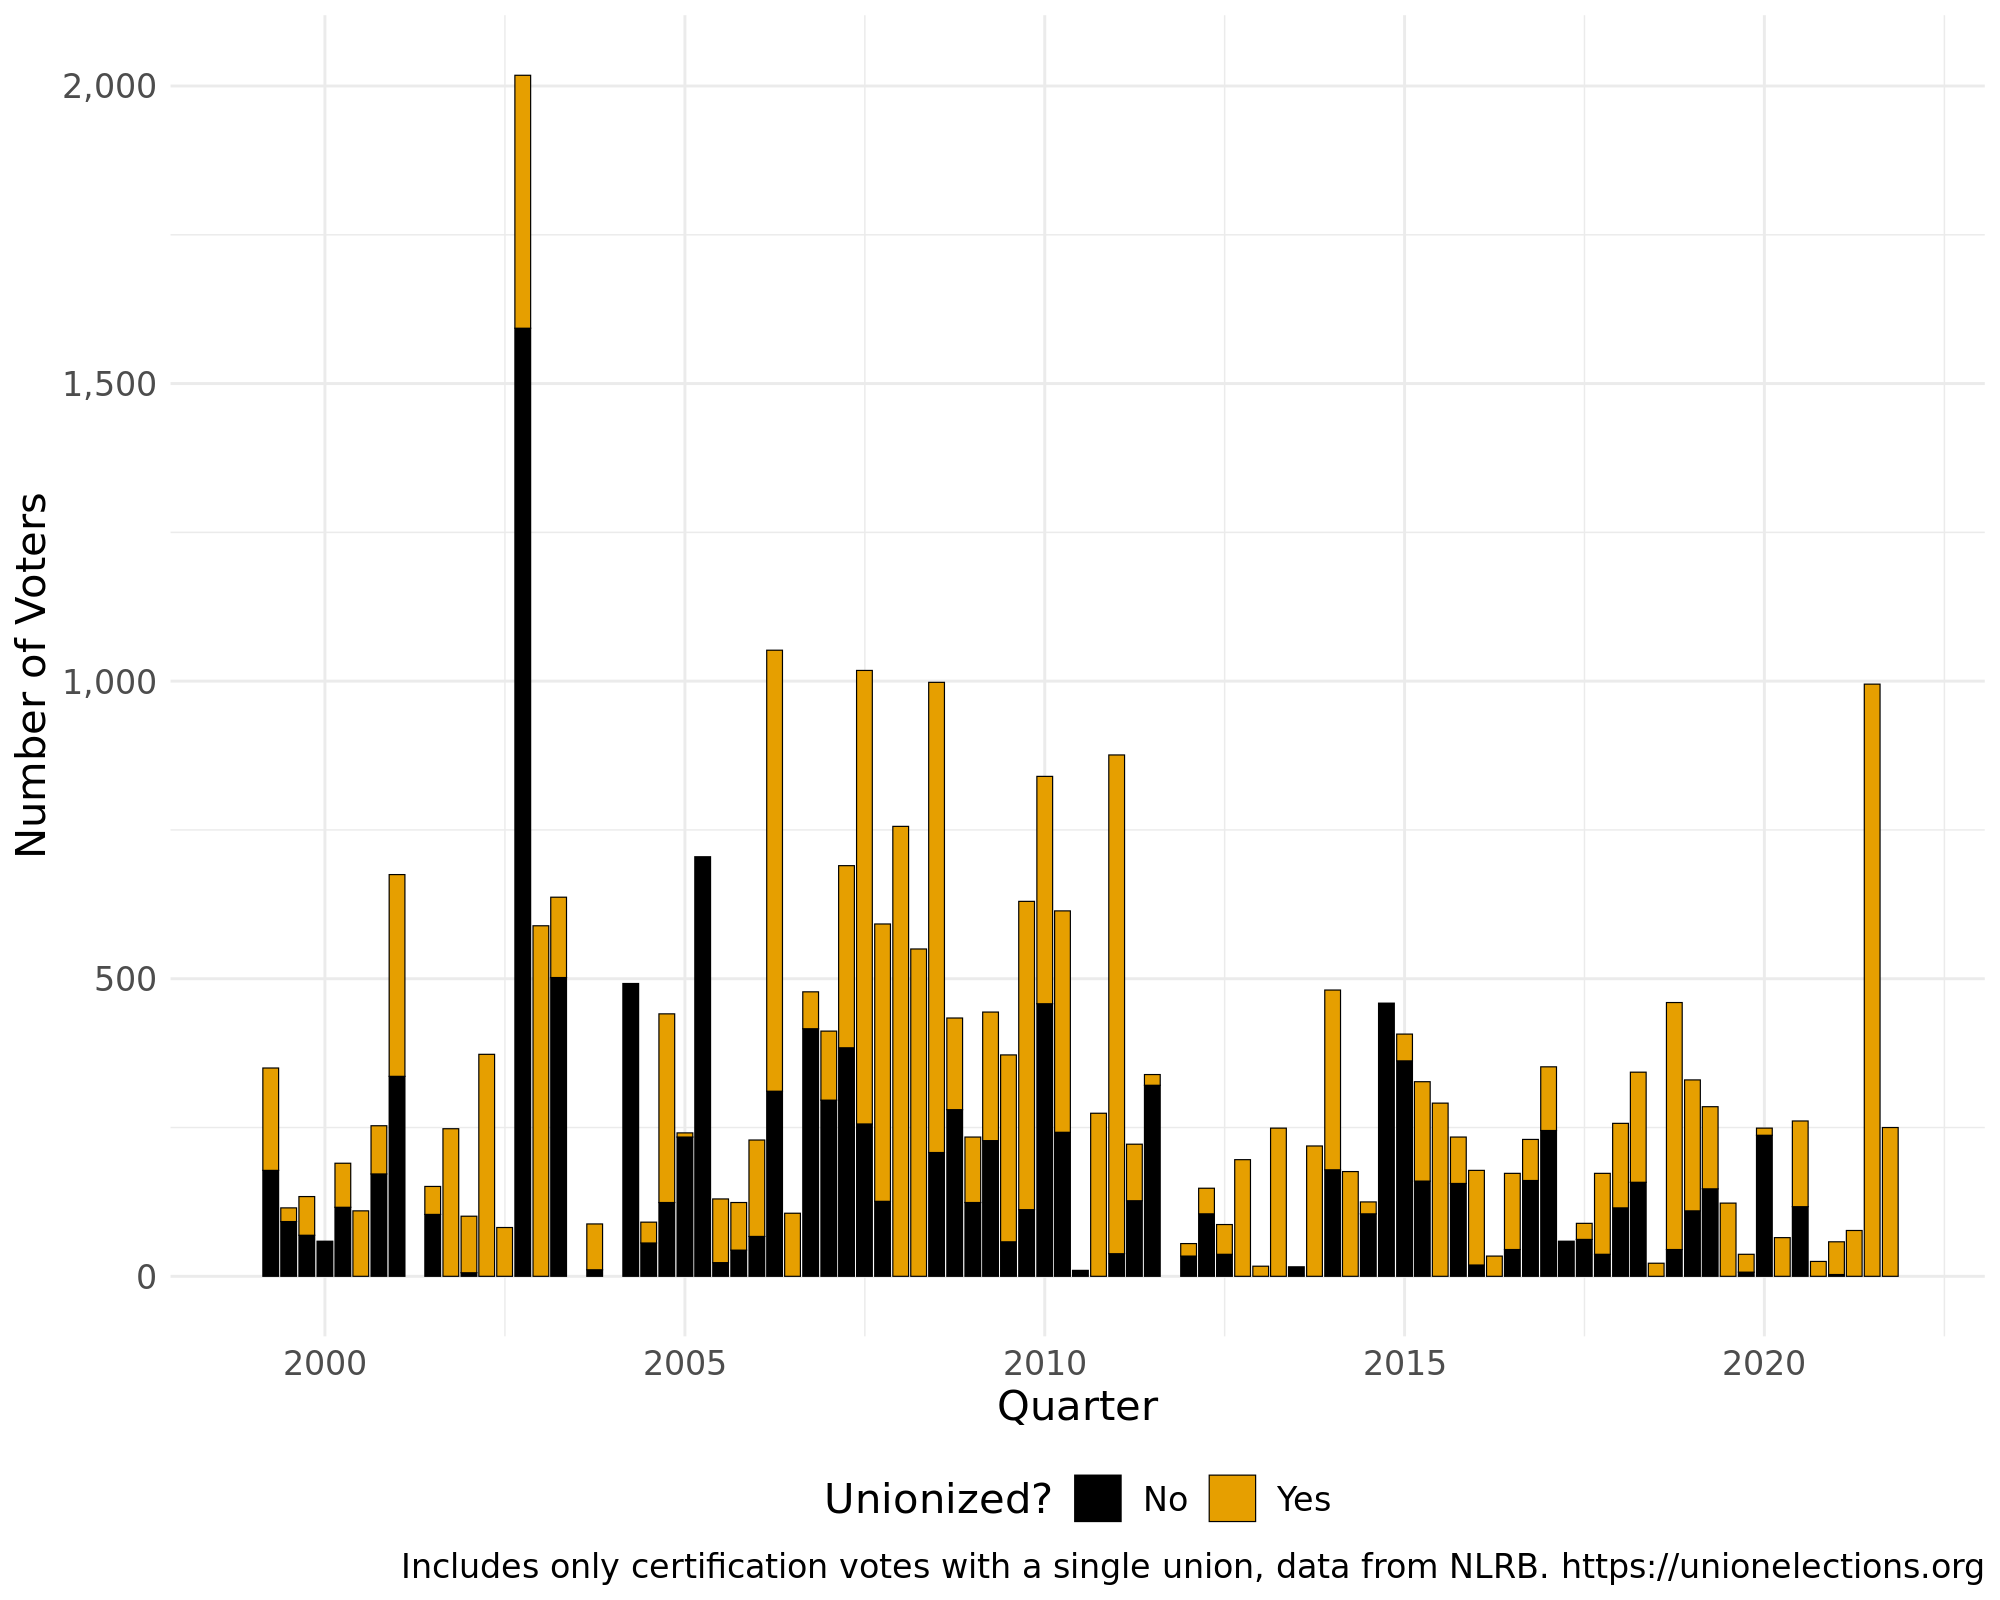 2,000
1,500
1,000
500
0
Number of Voters
2000 2005 2010 2015 2020
Quarter
Unionized? No Yes
Includes only certification votes with a single union, data from NLRB. https://unionelections.org